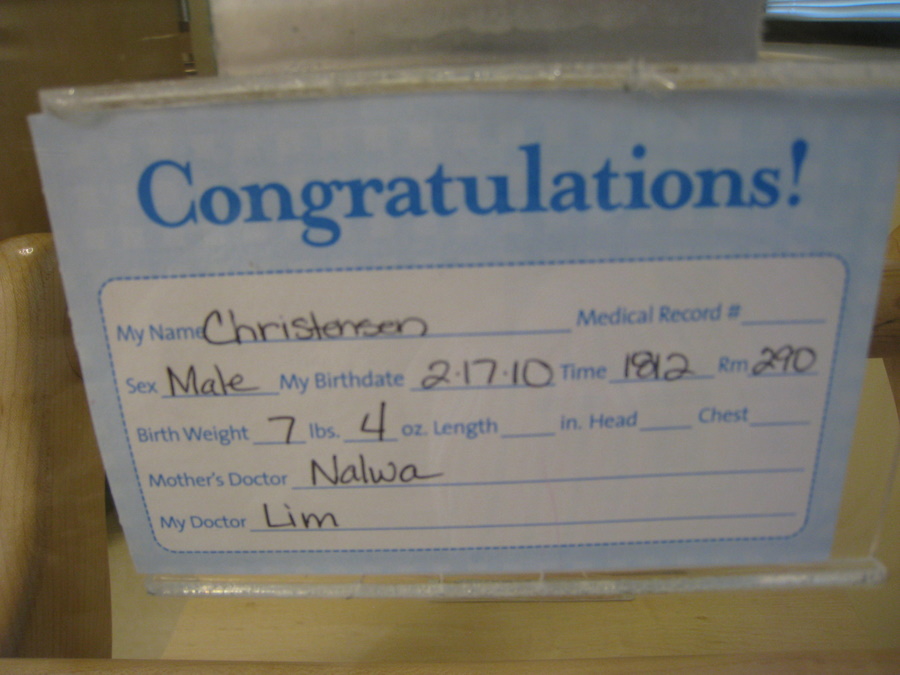 Congratulations!
My Name Christensen Medical Record #
Sex Male My Birthdate 2-17-10 Time 1812 Rm 290
Birth Weight 7 lbs. 4 oz. Length in. Head Chest
Mother's Doctor Nalwa
My Doctor Lim